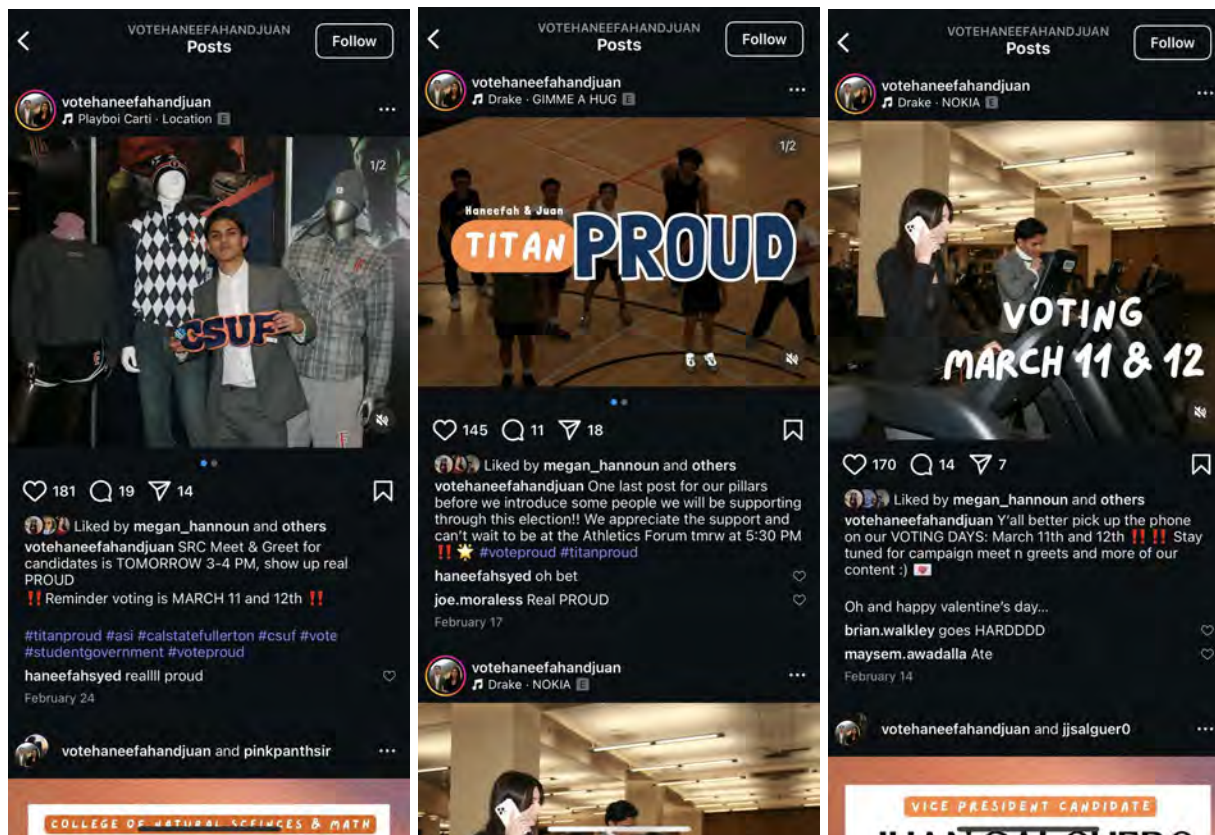 VOTEHANEEFAHANDJUAN
Posts
Follow
votehaneefahandjuan
Playboi Carti · Location E
1/2
CSUF
181 19 14
Liked by megan_hannoun and others
votehaneefahandjuan SRC Meet & Greet for
candidates is TOMORROW 3-4 PM, show up real
PROUD
‼️Reminder voting is MARCH 11 and 12th ‼️
#titanproud #asi #calstatefullerton #csuf #vote
#studentgovernment #voteproud
haneefahsyed reallll proud
February 24
votehaneefahandjuan and pinkpanthsir
COLLEGE OF NATURAL SCEINCES & MATH
VOTEHANEEFAHANDJUAN
Posts
Follow
votehaneefahandjuan
Drake · GIMME A HUG E
1/2
Haneefah & Juan
TITAN PROUD
145 11 18
Liked by megan_hannoun and others
votehaneefahandjuan One last post for our pillars
before we introduce some people we will be supporting
through this election!! We appreciate the support and
can't wait to be at the Athletics Forum tmrw at 5:30 PM
‼️🌟 #voteproud #titanproud
haneefahsyed oh bet
joe.moraless Real PROUD
February 17
votehaneefahandjuan
Drake · NOKIA E
VOTEHANEEFAHANDJUAN
Posts
Follow
votehaneefahandjuan
Drake · NOKIA E
VOTING
MARCH 11 & 12
170 14 7
Liked by megan_hannoun and others
votehaneefahandjuan Y'all better pick up the phone
on our VOTING DAYS: March 11th and 12th ‼️ ‼️ Stay
tuned for campaign meet n greets and more of our
content :) 💌
Oh and happy valentine's day...
brian.walkley goes HARDDDD
maysem.awadalla Ate
February 14
votehaneefahandjuan and jjsalguer0
VICE PRESIDENT CANDIDATE